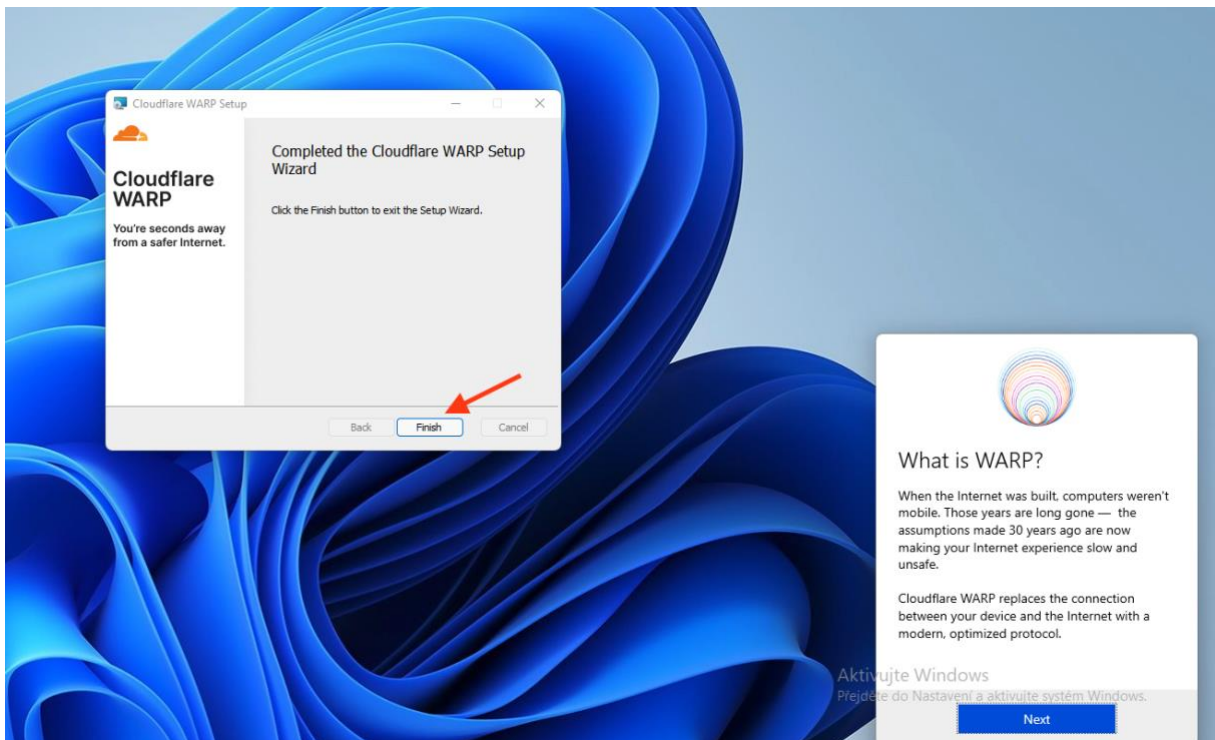 Cloudflare WARP Setup
Cloudflare
WARP
You're seconds away
from a safer Internet.
Completed the Cloudflare WARP Setup
Wizard
Click the Finish button to exit the Setup Wizard.
Back
Finish
Cancel
What is WARP?
When the Internet was built, computers weren't
mobile. Those years are long gone — the
assumptions made 30 years ago are now
making your Internet experience slow and
unsafe.
Cloudflare WARP replaces the connection
between your device and the Internet with a
modern, optimized protocol.
Aktivujte Windows
Přejděte do Nastavení a aktivujte systém Windows.
Next